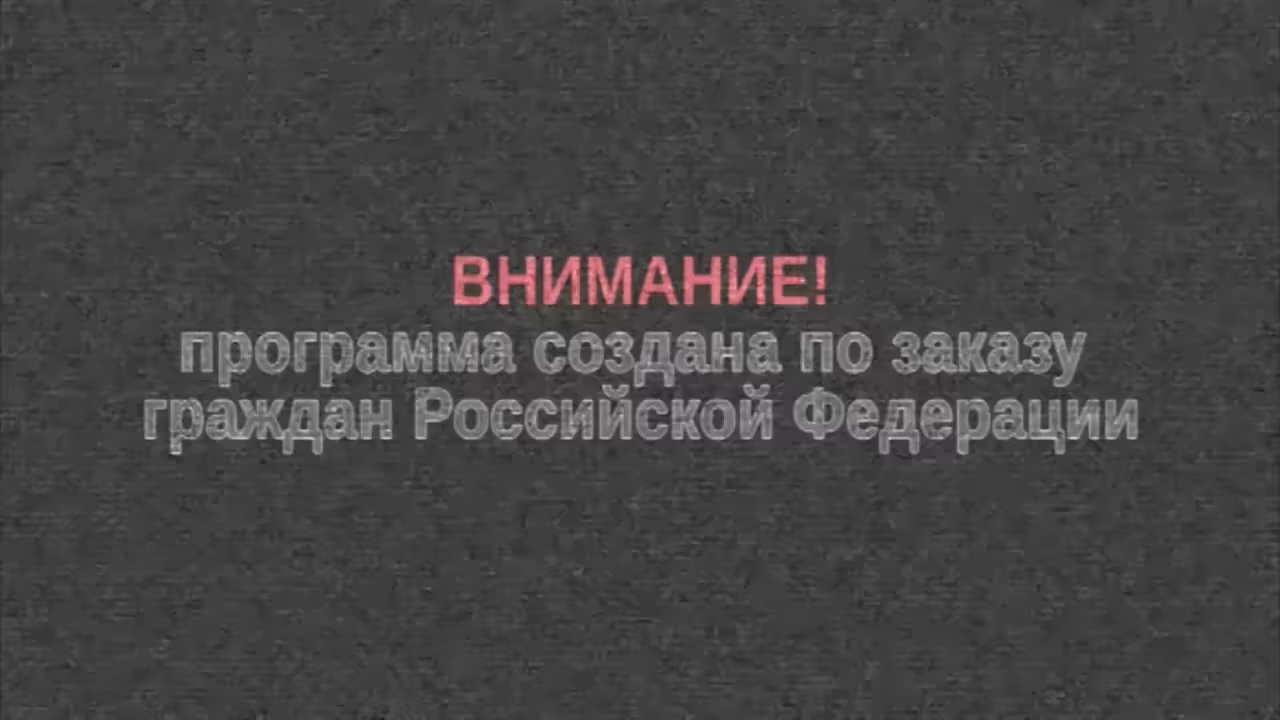 ВНИМАНИЕ!
программа создана по заказу
граждан Российской Федерации